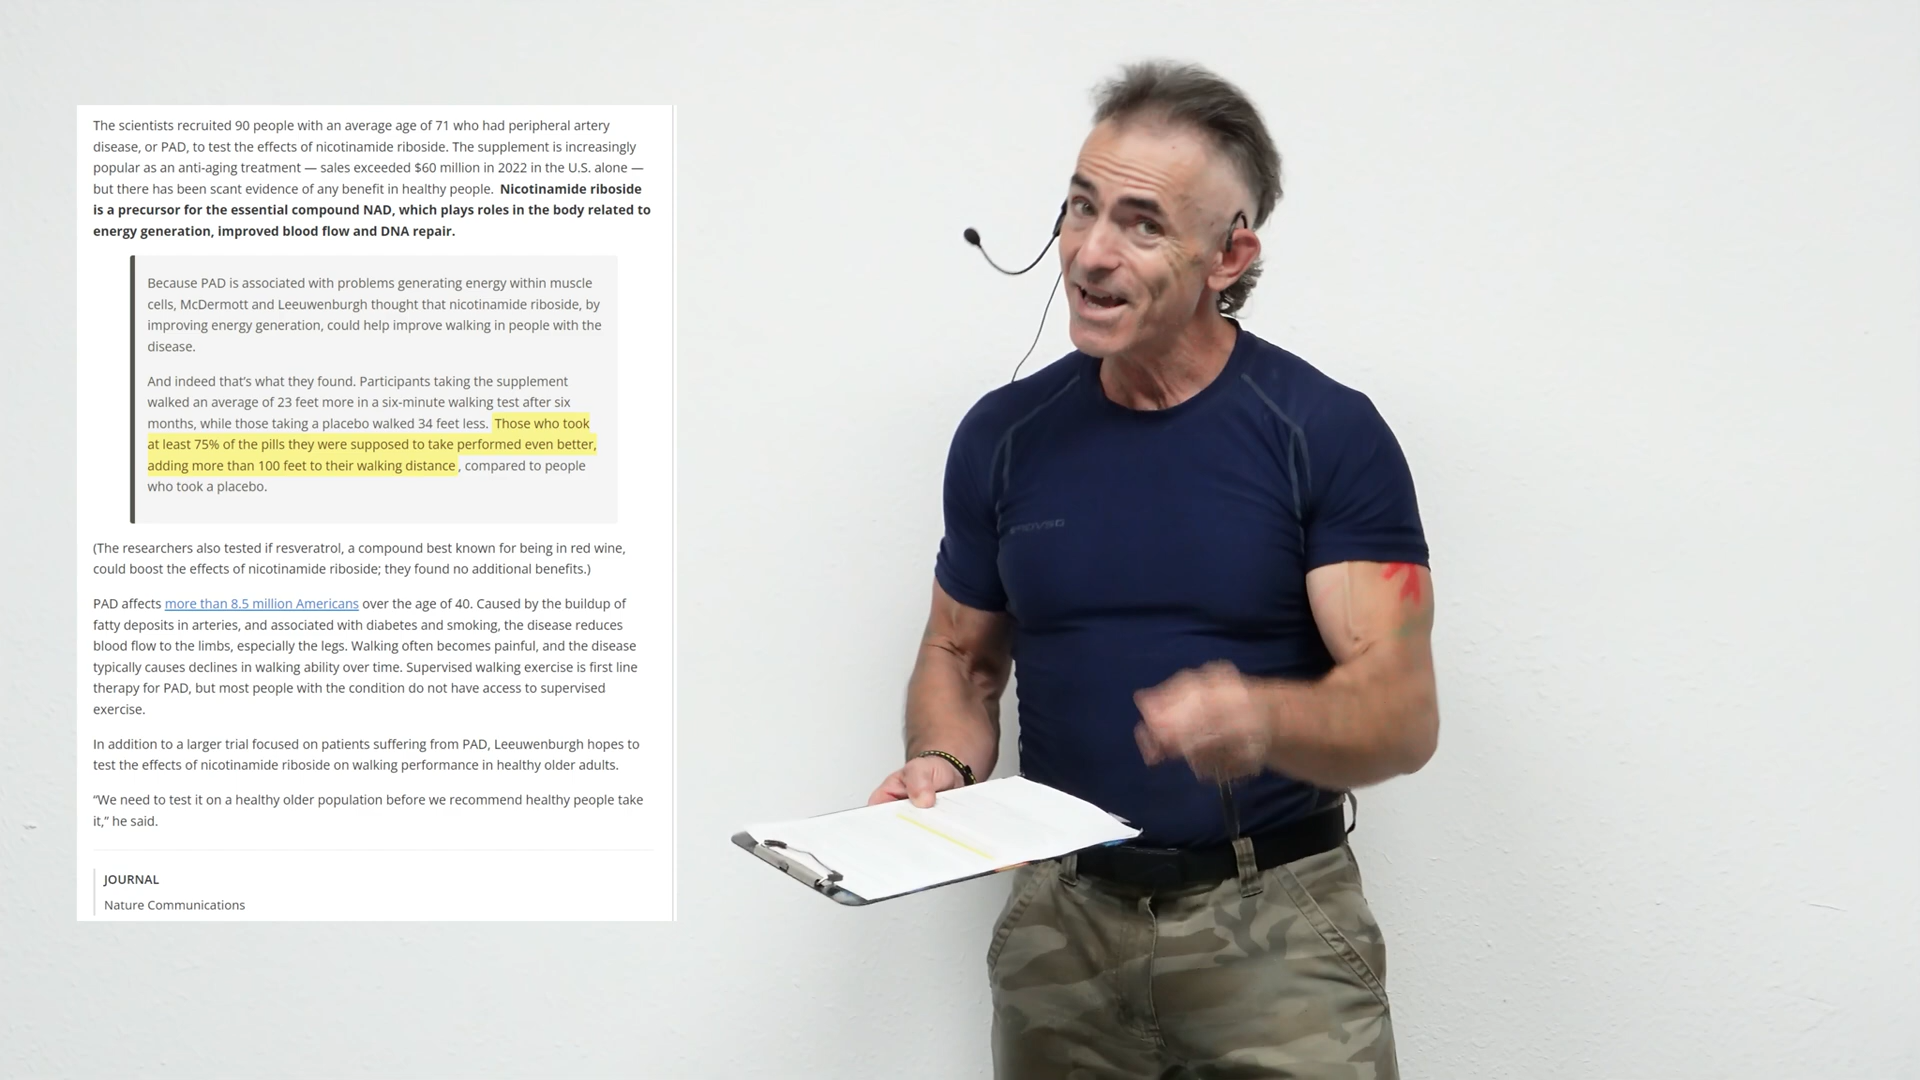 The scientists recruited 90 people with an average age of 71 who had peripheral artery
disease, or PAD, to test the effects of nicotinamide riboside. The supplement is increasingly
popular as an anti-aging treatment — sales exceeded $60 million in 2022 in the U.S. alone —
but there has been scant evidence of any benefit in healthy people. Nicotinamide riboside
is a precursor for the essential compound NAD, which plays roles in the body related to
energy generation, improved blood flow and DNA repair.
Because PAD is associated with problems generating energy within muscle
cells, McDermott and Leeuwenburgh thought that nicotinamide riboside, by
improving energy generation, could help improve walking in people with the
disease.
And indeed that’s what they found. Participants taking the supplement
walked an average of 23 feet more in a six-minute walking test after six
months, while those taking a placebo walked 34 feet less. Those who took
at least 75% of the pills they were supposed to take performed even better,
adding more than 100 feet to their walking distance, compared to people
who took a placebo.
(The researchers also tested if resveratrol, a compound best known for being in red wine,
could boost the effects of nicotinamide riboside; they found no additional benefits.)
PAD affects more than 8.5 million Americans over the age of 40. Caused by the buildup of
fatty deposits in arteries, and associated with diabetes and smoking, the disease reduces
blood flow to the limbs, especially the legs. Walking often becomes painful, and the disease
typically causes declines in walking ability over time. Supervised walking exercise is first line
therapy for PAD, but most people with the condition do not have access to supervised
exercise.
In addition to a larger trial focused on patients suffering from PAD, Leeuwenburgh hopes to
test the effects of nicotinamide riboside on walking performance in healthy older adults.
“We need to test it on a healthy older population before we recommend healthy people take
it,” he said.
JOURNAL
Nature Communications